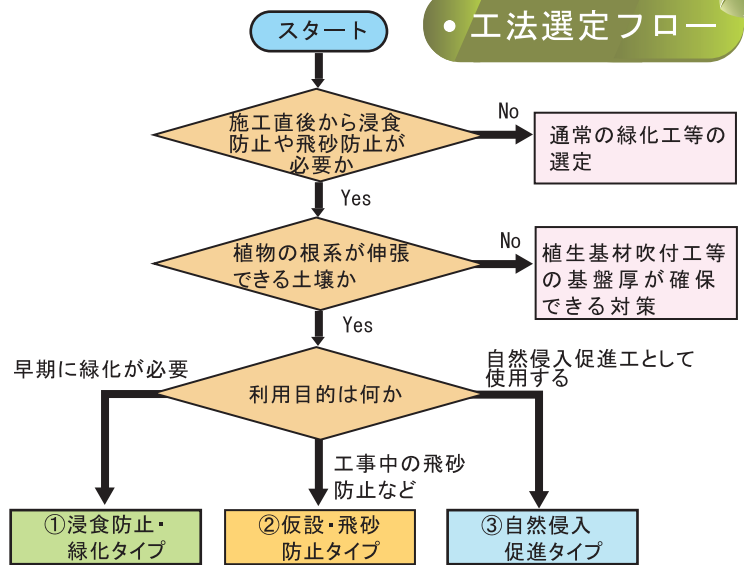 • 工法選定フロー
スタート
施工直後から浸食
防止や飛砂防止が
必要か
No
通常の緑化工等の
選定
Yes
植物の根系が伸張
できる土壌か
No
植生基材吹付工等
の基盤厚が確保
できる対策
Yes
利用目的は何か
早期に緑化が必要
自然侵入促進工として
使用する
工事中の飛砂
防止など
①浸食防止・
緑化タイプ
②仮設・飛砂
防止タイプ
③自然侵入
促進タイプ